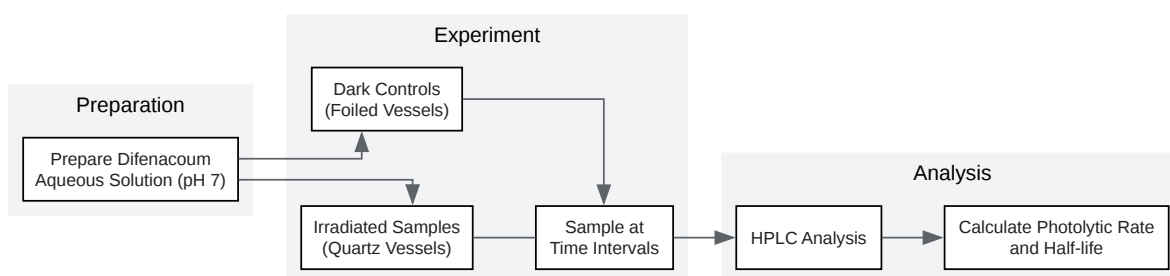 Preparation
Prepare Difenacoum
Aqueous Solution (pH 7)
Experiment
Dark Controls
(Foiled Vessels)
Irradiated Samples
(Quartz Vessels)
Sample at
Time Intervals
Analysis
HPLC Analysis
Calculate Photolytic Rate
and Half-life